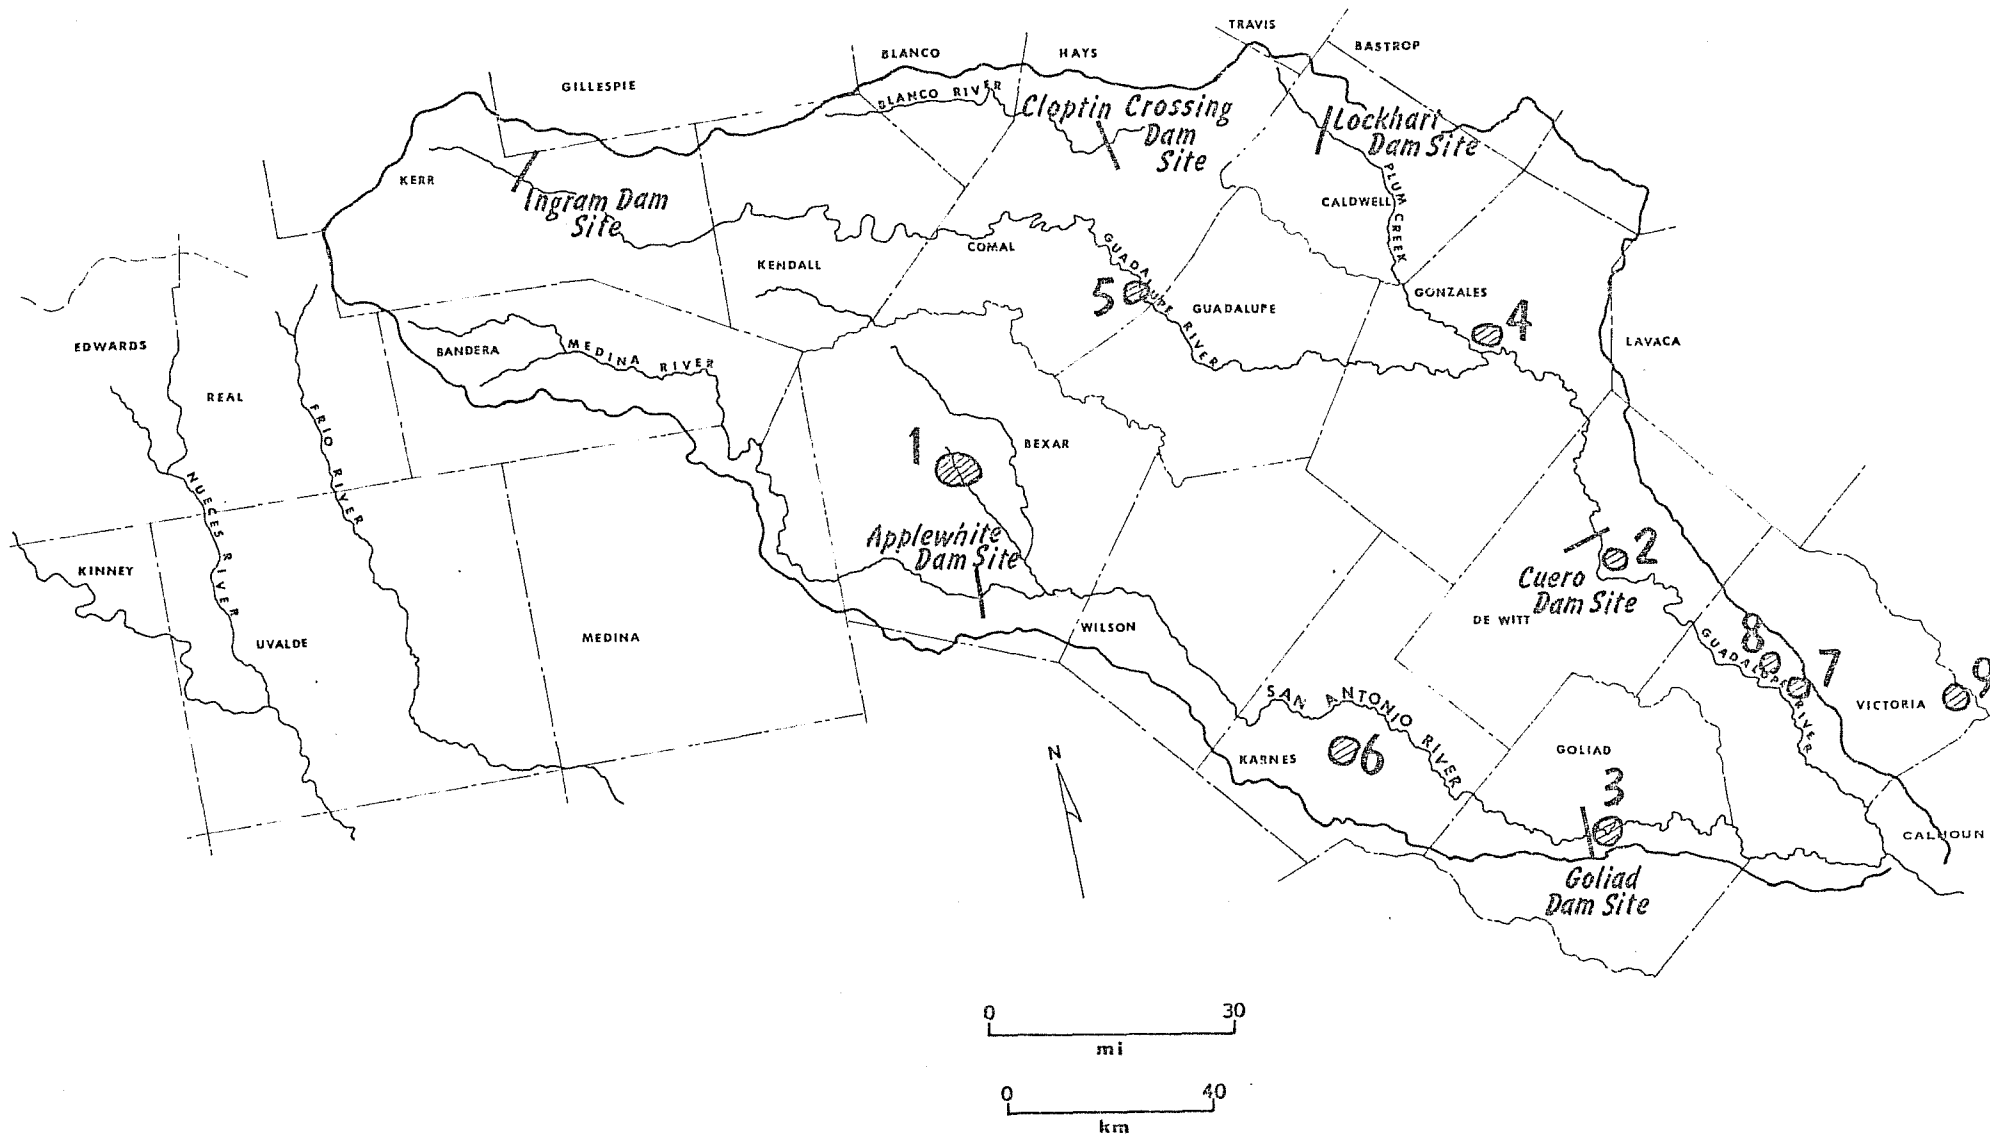 TRAVIS
BASTROP
BLANCO
HAYS
GILLESPIE
BLANCO RIVER
Cloptin Crossing
Dam
Site
Lockhart
Dam Site
KERR
Ingram Dam
Site
PLUM CREEK
CALDWELL
COMAL
KENDALL
GUADALUPE RIVER
5
GUADALUPE
GONZALES
4
EDWARDS
BANDERA
MEDINA RIVER
LAVACA
REAL
FRIO RIVER
1
BEXAR
NUECES RIVER
Applewhite
Dam Site
2
Cuero
Dam Site
KINNEY
UVALDE
MEDINA
WILSON
DE WITT
8
GUADALUPE RIVER
7
9
VICTORIA
SAN ANTONIO RIVER
KARNES
6
GOLIAD
3
CALHOUN
Goliad
Dam Site
N
0 30
mi
0 40
km